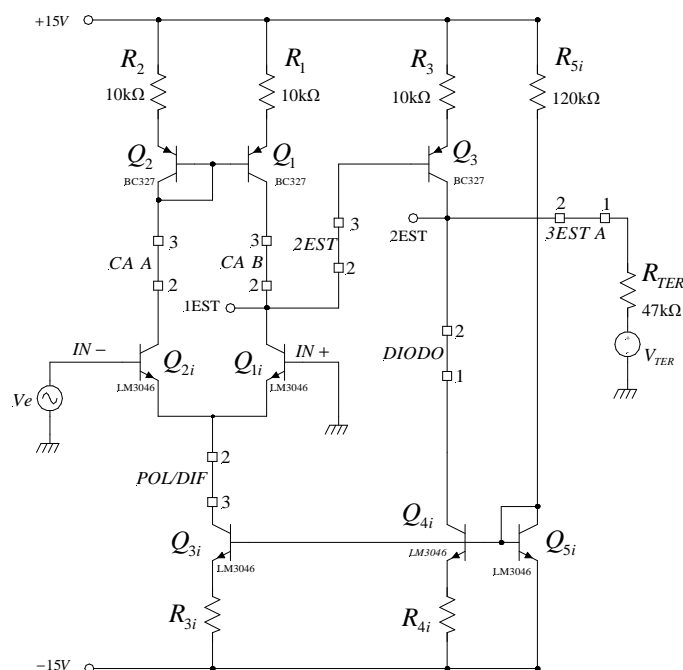 +15V
R2
10kΩ
R1
10kΩ
R3
10kΩ
R5i
120kΩ
Q2
BC327
Q1
BC327
Q3
BC327
3
CA A
2
3
CA B
2
3
2EST
2
2EST
2
1
3EST A
1EST
RTER
47kΩ
VTER
IN −
Q2i
LM3046
Q1i
LM3046
IN +
2
DIODO
1
Ve
2
POL/DIF
3
Q3i
LM3046
Q4i
LM3046
Q5i
LM3046
R3i
R4i
−15V